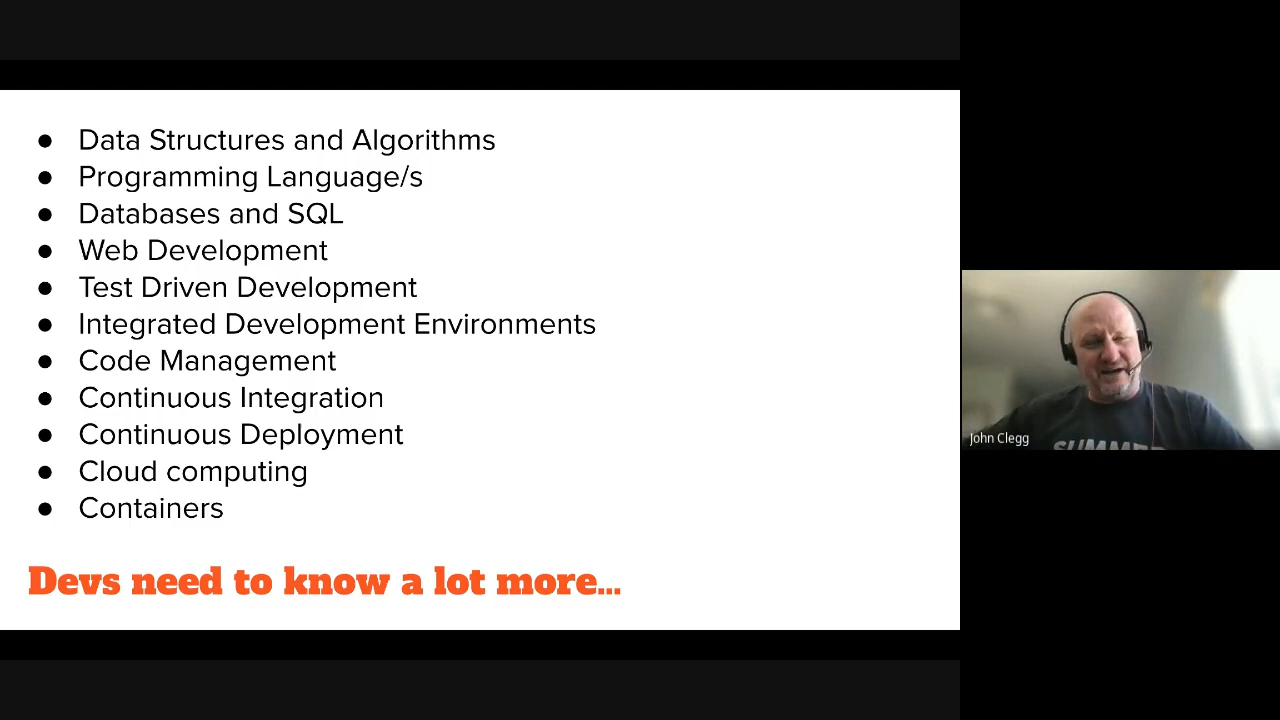 ● Data Structures and Algorithms
● Programming Language/s
● Databases and SQL
● Web Development
● Test Driven Development
● Integrated Development Environments
● Code Management
● Continuous Integration
● Continuous Deployment
● Cloud computing
● Containers
Devs need to know a lot more...
John Clegg